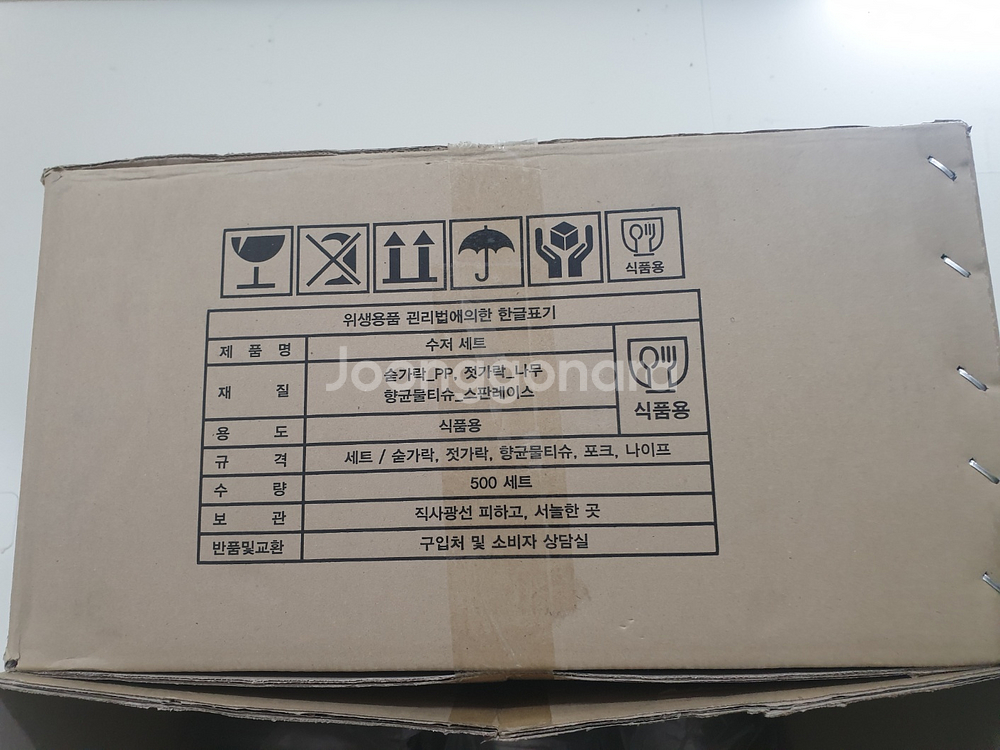 식품용
위생용품 관리법에의한 한글표기
제 품 명 수저 세트
재 질 술가락_PP, 젓가락_나무
향균물티슈_스판레이스
식품용
용 도 식품용
규 격 세트 / 숟가락, 젓가락, 향균물티슈, 포크, 나이프
수 량 500 세트
보 관 직사광선 피하고, 서늘한 곳
반품및교환 구입처 및 소비자 상담실